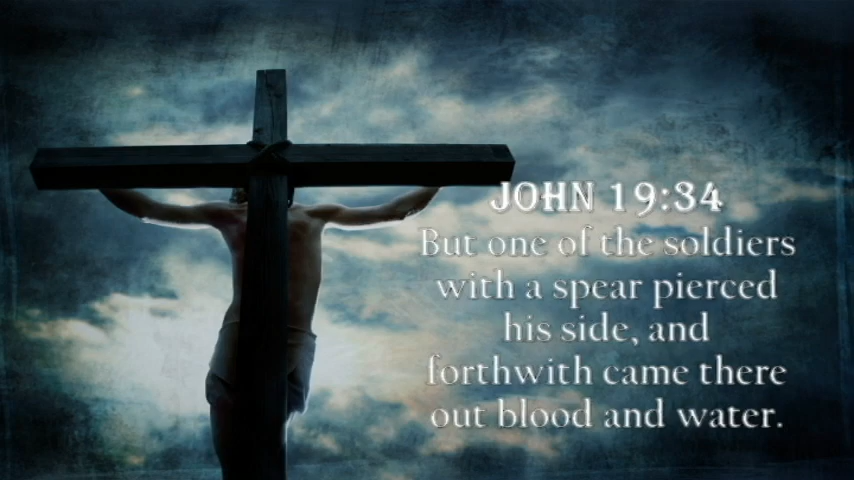 JOHN 19:34
But one of the soldiers
with a spear pierced
his side, and
forthwith came there
out blood and water.